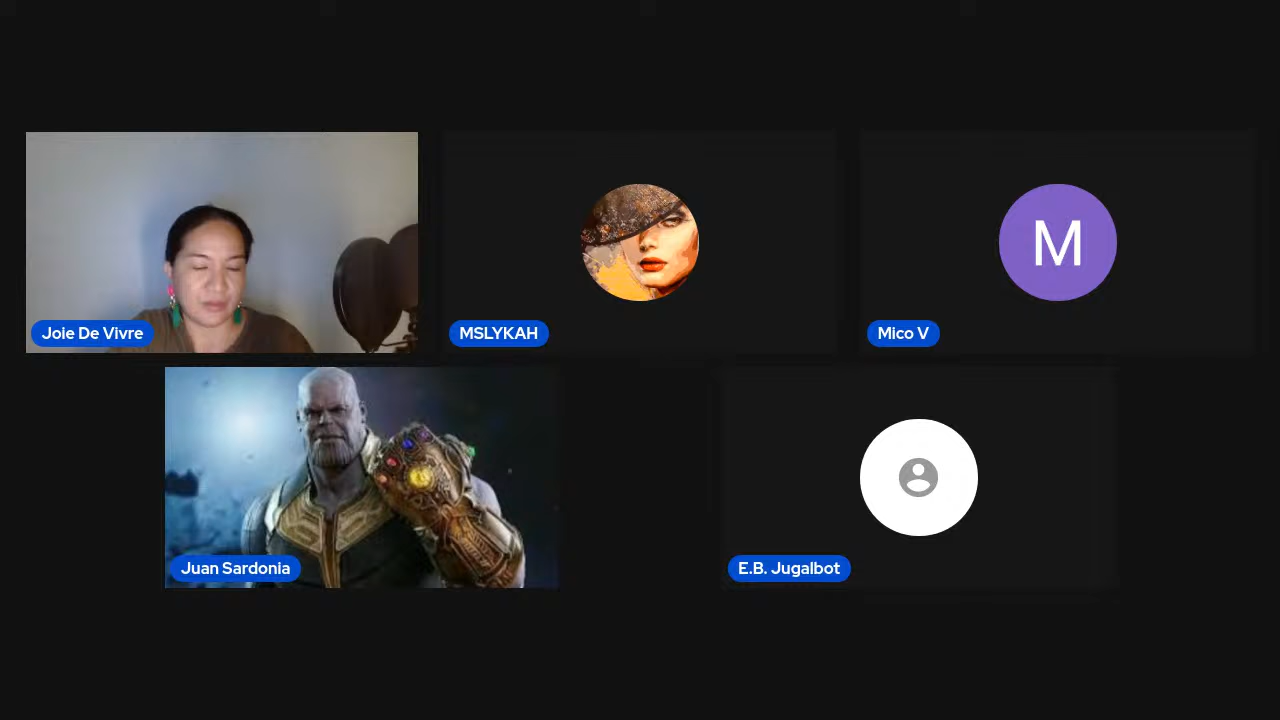 Joie De Vivre
MSLYKAH
M
Mico V
Juan Sardonia
E.B. Jugalbot